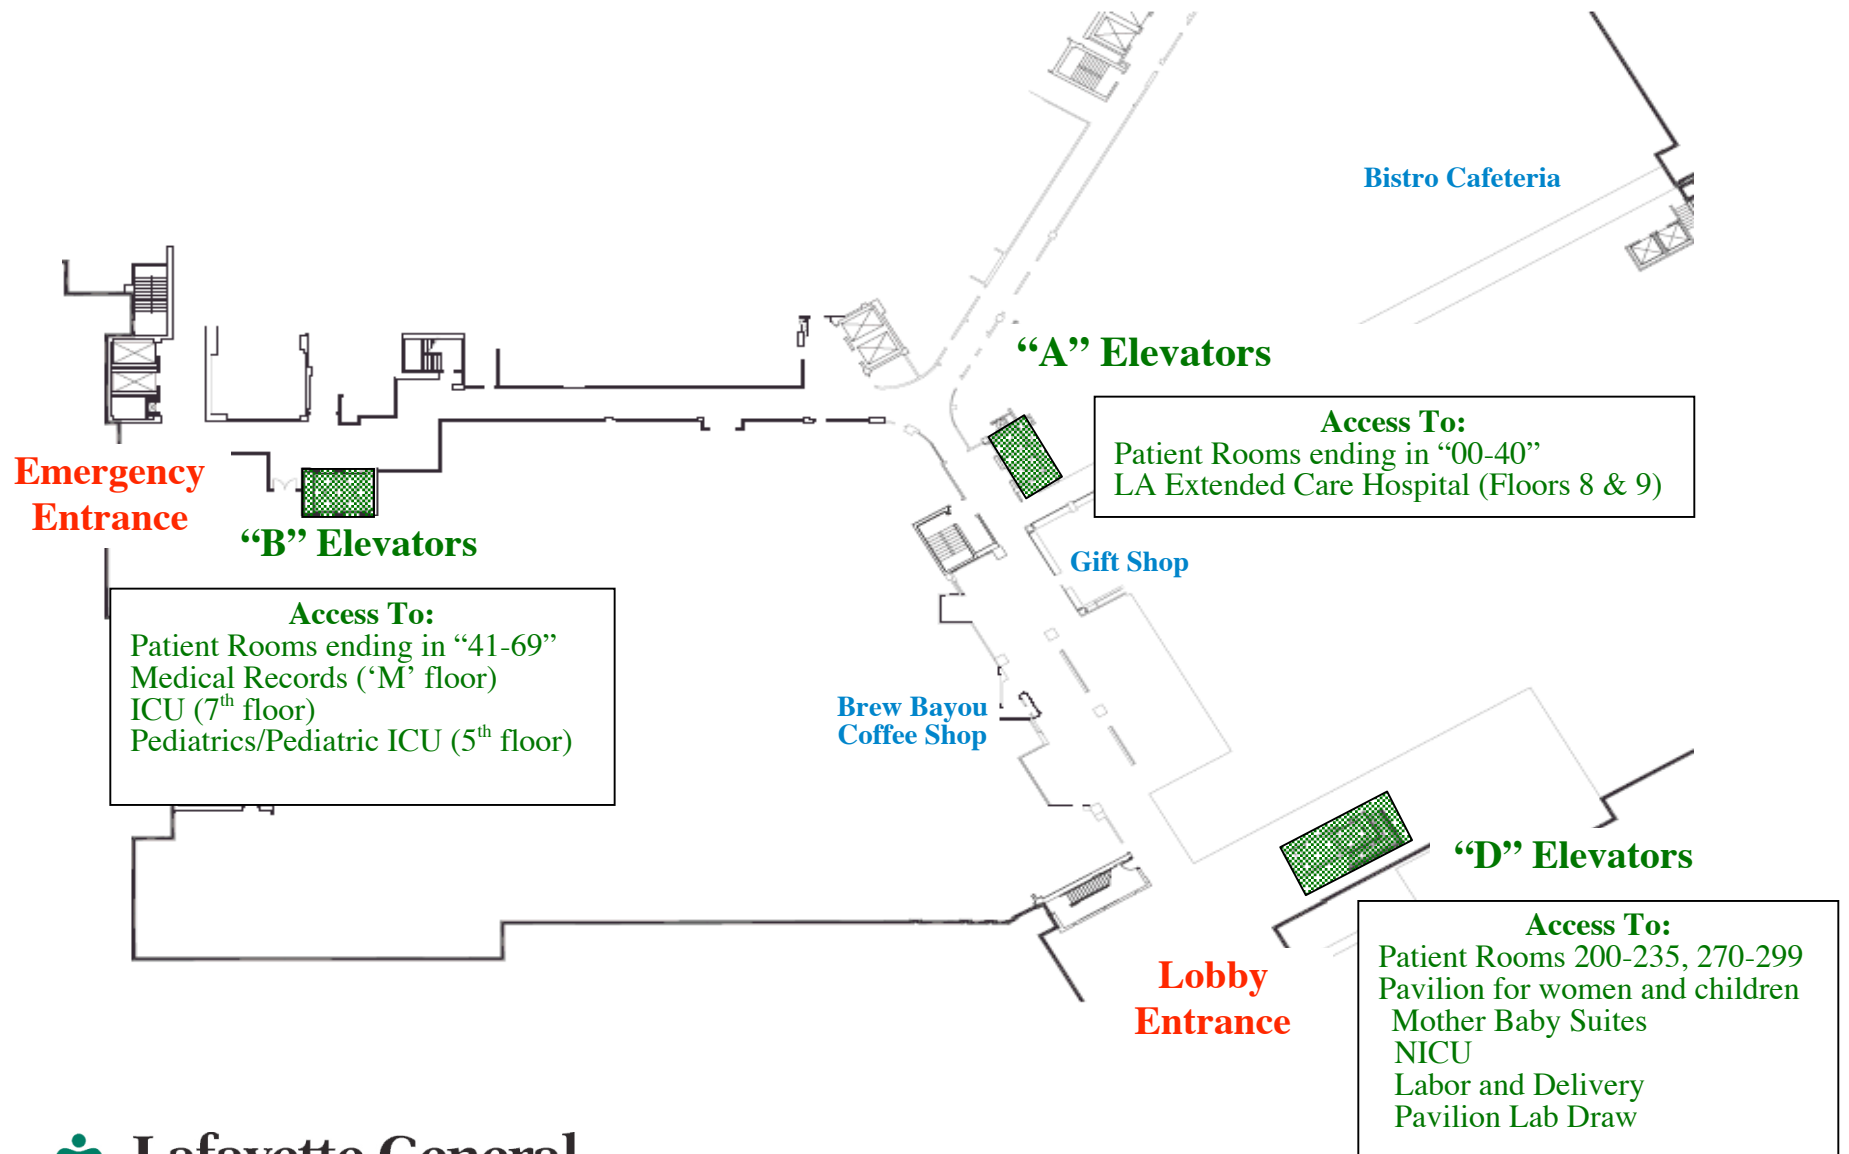 Bistro Cafeteria
“A” Elevators
Access To:
Patient Rooms ending in “00-40”
LA Extended Care Hospital (Floors 8 & 9)
Emergency
Entrance
“B” Elevators
Access To:
Patient Rooms ending in “41-69”
Medical Records (‘M’ floor)
ICU (7th floor)
Pediatrics/Pediatric ICU (5th floor)
Gift Shop
Brew Bayou
Coffee Shop
“D” Elevators
Access To:
Patient Rooms 200-235, 270-299
Pavilion for women and children
Mother Baby Suites
NICU
Labor and Delivery
Pavilion Lab Draw
Lobby
Entrance
Lafayette General